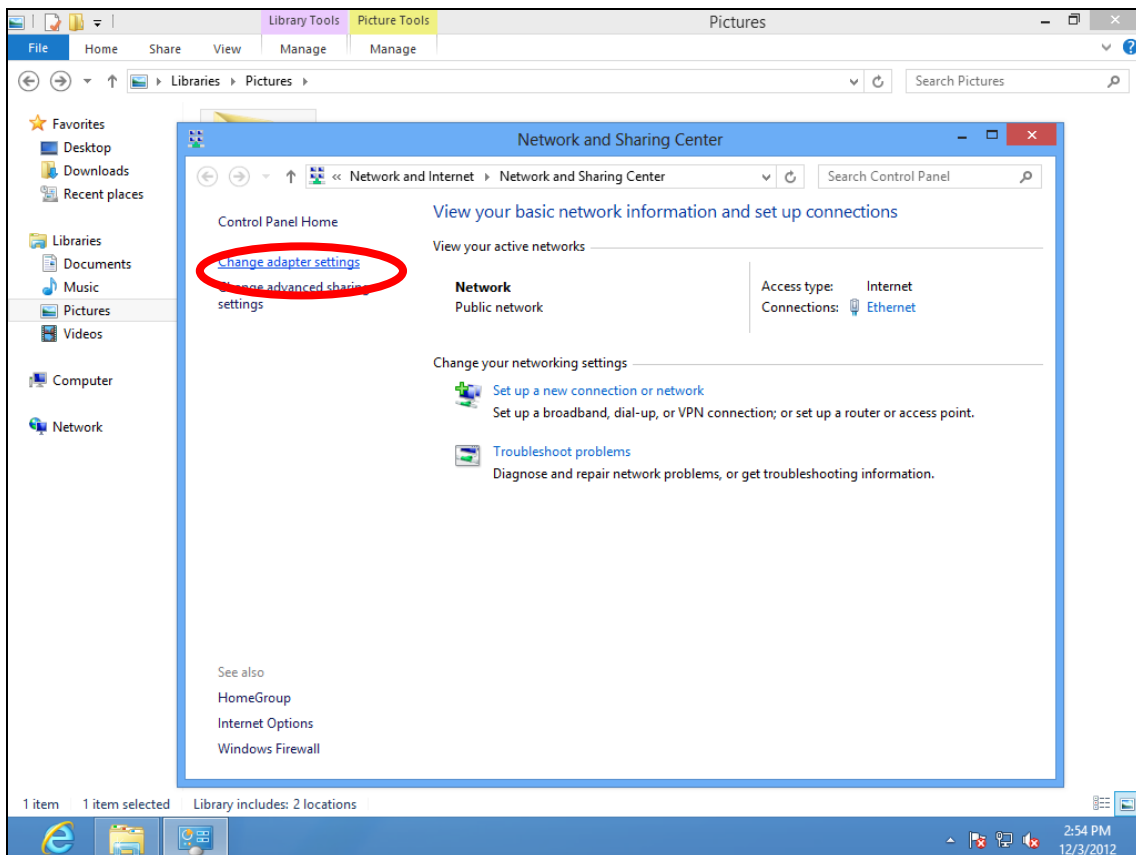 Library Tools Picture Tools Pictures
File Home Share View Manage Manage
Libraries Pictures Search Pictures
Favorites
Desktop
Downloads
Recent places
Libraries
Documents
Music
Pictures
Videos
Computer
Network
Network and Sharing Center
« Network and Internet Network and Sharing Center Search Control Panel
Control Panel Home
Change adapter settings
Change advanced sharing
settings
View your basic network information and set up connections
View your active networks
Network
Public network
Access type: Internet
Connections: Ethernet
Change your networking settings
Set up a new connection or network
Set up a broadband, dial-up, or VPN connection; or set up a router or access point.
Troubleshoot problems
Diagnose and repair network problems, or get troubleshooting information.
See also
HomeGroup
Internet Options
Windows Firewall
1 item 1 item selected Library includes: 2 locations
2:54 PM
12/3/2012